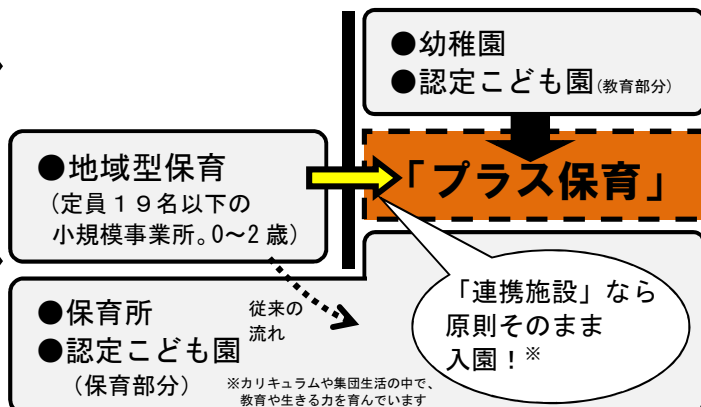 ●幼稚園
●認定こども園(教育部分)
「プラス保育」
●地域型保育
(定員１９名以下の
小規模事業所。0～2歳)
「連携施設」なら
原則そのまま
入園！※
●保育所
●認定こども園
(保育部分)
従来の
流れ
※カリキュラムや集団生活の中で、
教育や生きる力を育んでいます